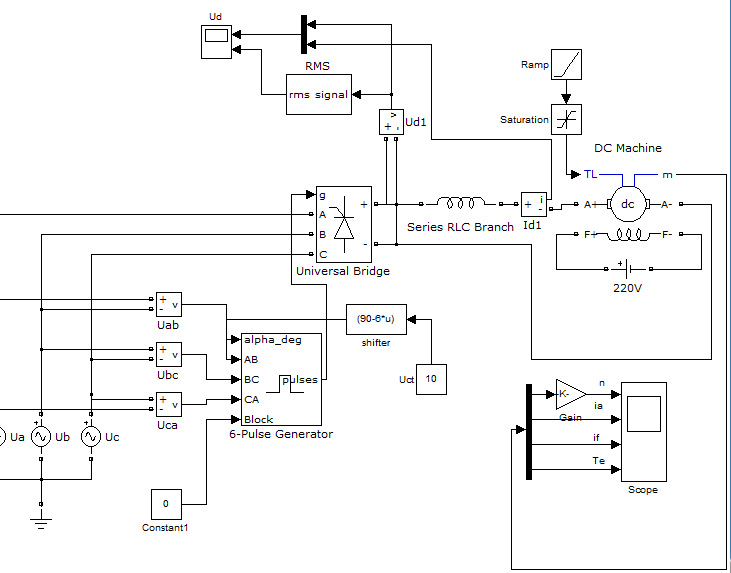 Ud
RMS
rms signal
Ramp
Ud1
Saturation
DC Machine
TL
m
g
+
A
B
C
-
Series RLC Branch
+
i
-
Id1
A+
dc
A-
F+
F-
220V
Universal Bridge
+
-
v
Uab
(90-6*u)
shifter
alpha_deg
AB
BC
CA
Block
pulses
6-Pulse Generator
+
-
v
Ubc
Uct
10
+
-
v
Uca
K-
Gain
n
ia
if
Te
Scope
Ua
Ub
Uc
0
Constant1